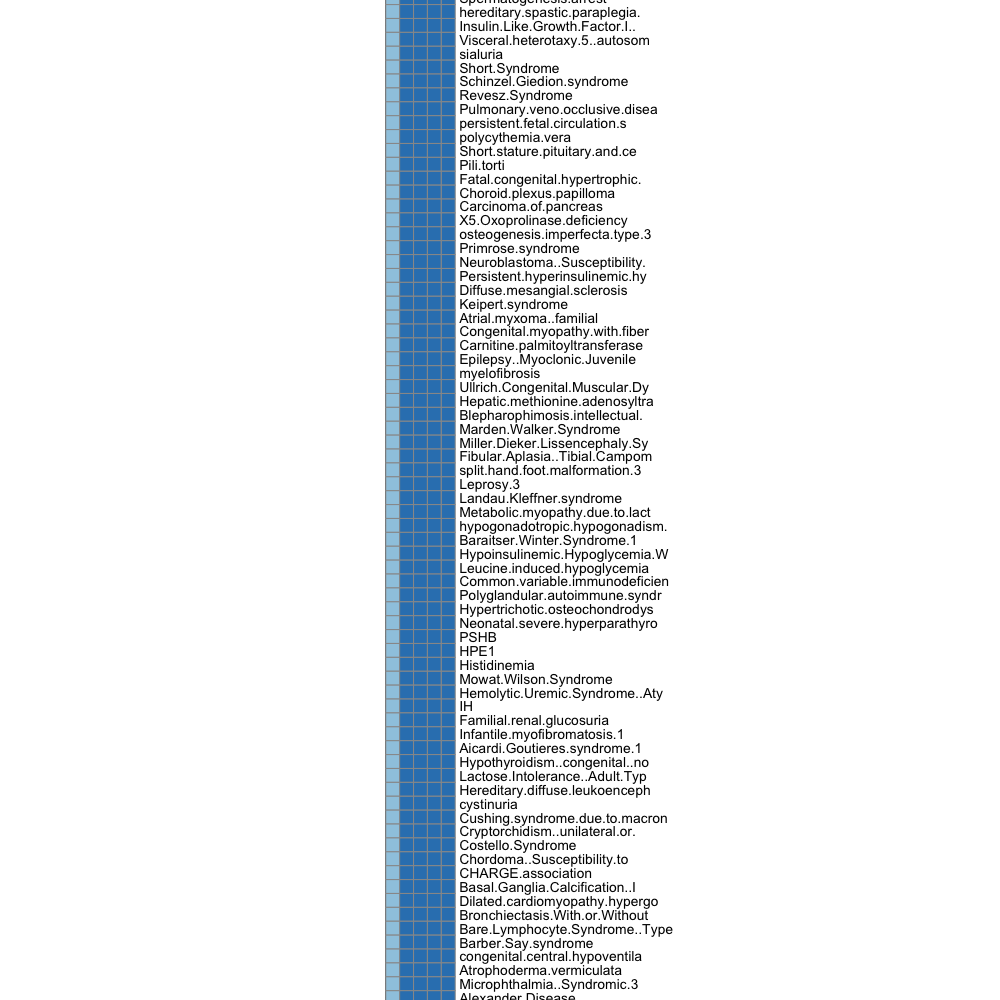 Spermatogenesis.arrest
hereditary.spastic.paraplegia.
Insulin.Like.Growth.Factor.I..
Visceral.heterotaxy.5..autosom
sialuria
Short.Syndrome
Schinzel.Giedion.syndrome
Revesz.Syndrome
Pulmonary.veno.occlusive.disea
persistent.fetal.circulation.s
polycythemia.vera
Short.stature.pituitary.and.ce
Pili.torti
Fatal.congenital.hypertrophic.
Choroid.plexus.papilloma
Carcinoma.of.pancreas
X5.Oxoprolinase.deficiency
osteogenesis.imperfecta.type.3
Primrose.syndrome
Neuroblastoma..Susceptibility.
Persistent.hyperinsulinemic.hy
Diffuse.mesangial.sclerosis
Keipert.syndrome
Atrial.myxoma..familial
Congenital.myopathy.with.fiber
Carnitine.palmitoyltransferase
Epilepsy..Myoclonic.Juvenile
myelofibrosis
Ullrich.Congenital.Muscular.Dy
Hepatic.methionine.adenosyltra
Blepharophimosis.intellectual.
Marden.Walker.Syndrome
Miller.Dieker.Lissencephaly.Sy
Fibular.Aplasia..Tibial.Campom
split.hand.foot.malformation.3
Leprosy.3
Landau.Kleffner.syndrome
Metabolic.myopathy.due.to.lact
hypogonadotropic.hypogonadism.
Baraitser.Winter.Syndrome.1
Hypoinsulinemic.Hypoglycemia.W
Leucine.induced.hypoglycemia
Common.variable.immunodeficien
Polyglandular.autoimmune.syndr
Hypertrichotic.osteochondrodys
Neonatal.severe.hyperparathyro
PSHB
HPE1
Histidinemia
Mowat.Wilson.Syndrome
Hemolytic.Uremic.Syndrome..Aty
IH
Familial.renal.glucosuria
Infantile.myofibromatosis.1
Aicardi.Goutieres.syndrome.1
Hypothyroidism..congenital..no
Lactose.Intolerance..Adult.Typ
Hereditary.diffuse.leukoenceph
cystinuria
Cushing.syndrome.due.to.macron
Cryptorchidism..unilateral.or.
Costello.Syndrome
Chordoma..Susceptibility.to
CHARGE.association
Basal.Ganglia.Calcification..I
Dilated.cardiomyopathy.hypergo
Bronchiectasis.With.or.Without
Bare.Lymphocyte.Syndrome..Type
Barber.Say.syndrome
congenital.central.hypoventila
Atrophoderma.vermiculata
Microphthalmia..Syndromic.3
Alexander.Disease